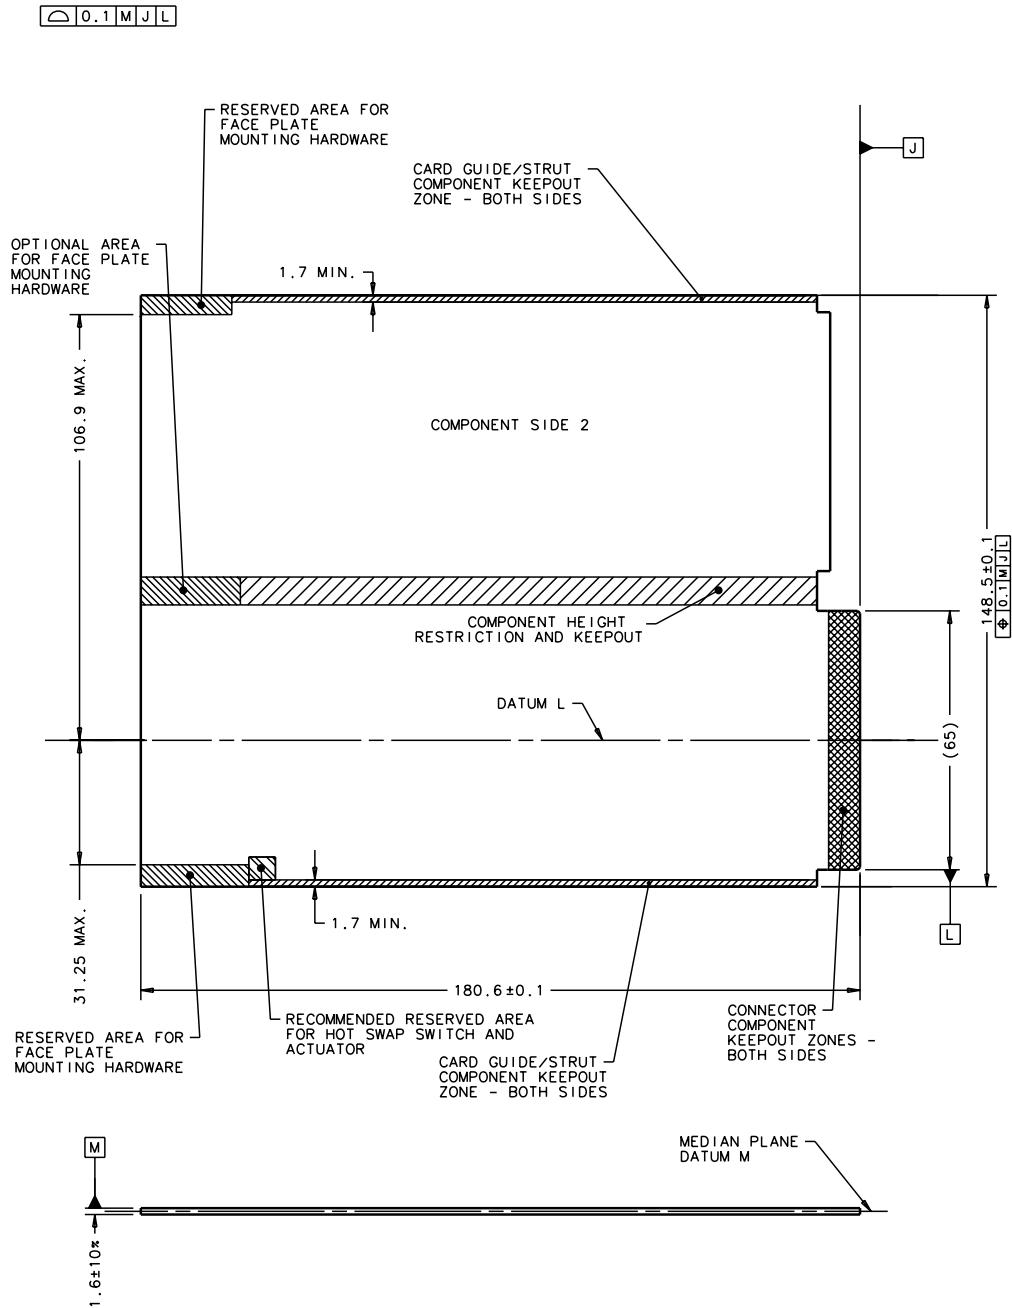 0.1 M J L
RESERVED AREA FOR
FACE PLATE
MOUNTING HARDWARE
J
CARD GUIDE/STRUT
COMPONENT KEEPOUT
ZONE - BOTH SIDES
OPTIONAL AREA
FOR FACE PLATE
MOUNTING
HARDWARE
1.7 MIN.
106.9 MAX.
COMPONENT SIDE 2
148.5±0.1
⌖ 0.1 M J L
COMPONENT HEIGHT
RESTRICTION AND KEEPOUT
DATUM L
(65)
31.25 MAX.
1.7 MIN.
L
180.6±0.1
RESERVED AREA FOR
FACE PLATE
MOUNTING HARDWARE
RECOMMENDED RESERVED AREA
FOR HOT SWAP SWITCH AND
ACTUATOR
CARD GUIDE/STRUT
COMPONENT KEEPOUT
ZONE - BOTH SIDES
CONNECTOR
COMPONENT
KEEPOUT ZONES -
BOTH SIDES
M
MEDIAN PLANE
DATUM M
1.6±10%